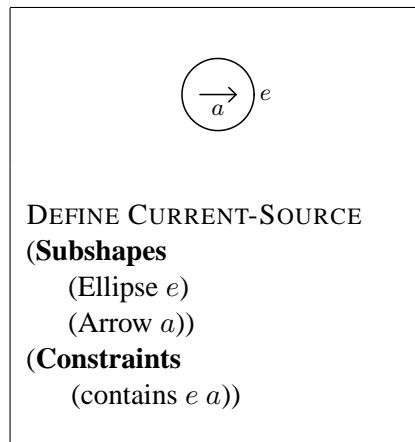 e
a
DEFINE CURRENT-SOURCE
(Subshapes
(Ellipse e)
(Arrow a))
(Constraints
(contains e a))